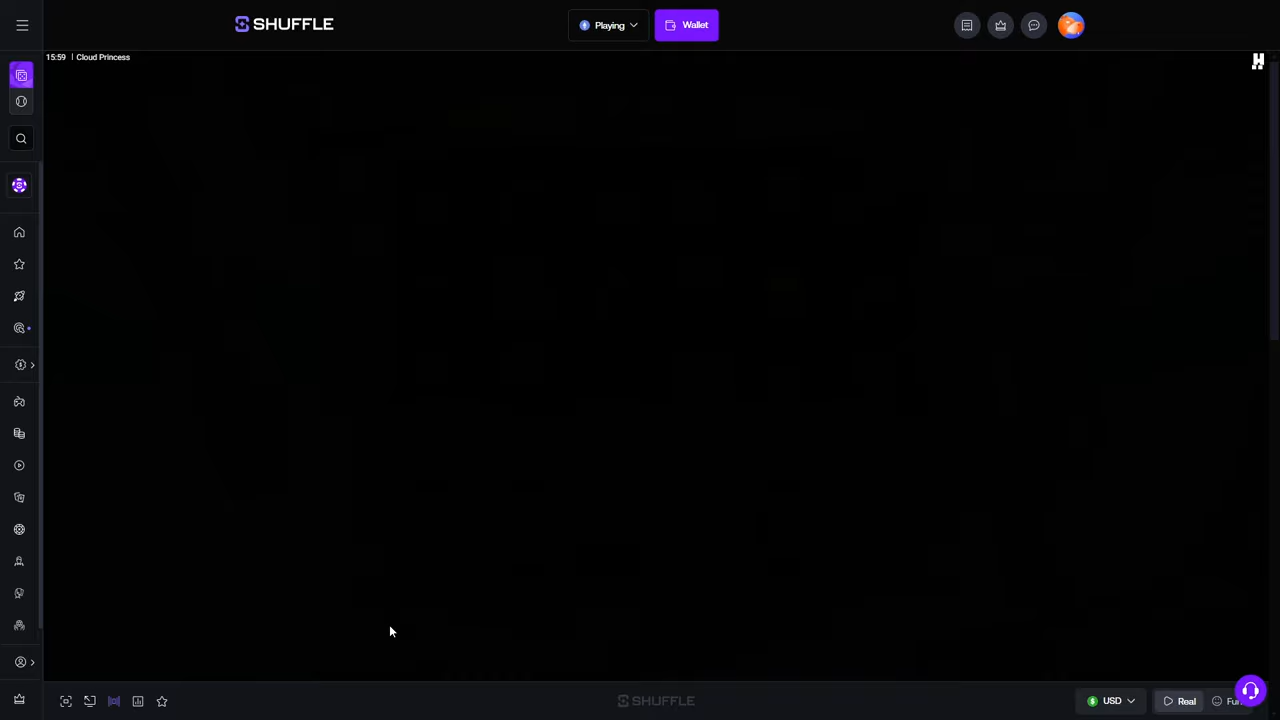 SHUFFLE
Playing
Wallet
15:59 | Cloud Princess
SHUFFLE
USD
Real